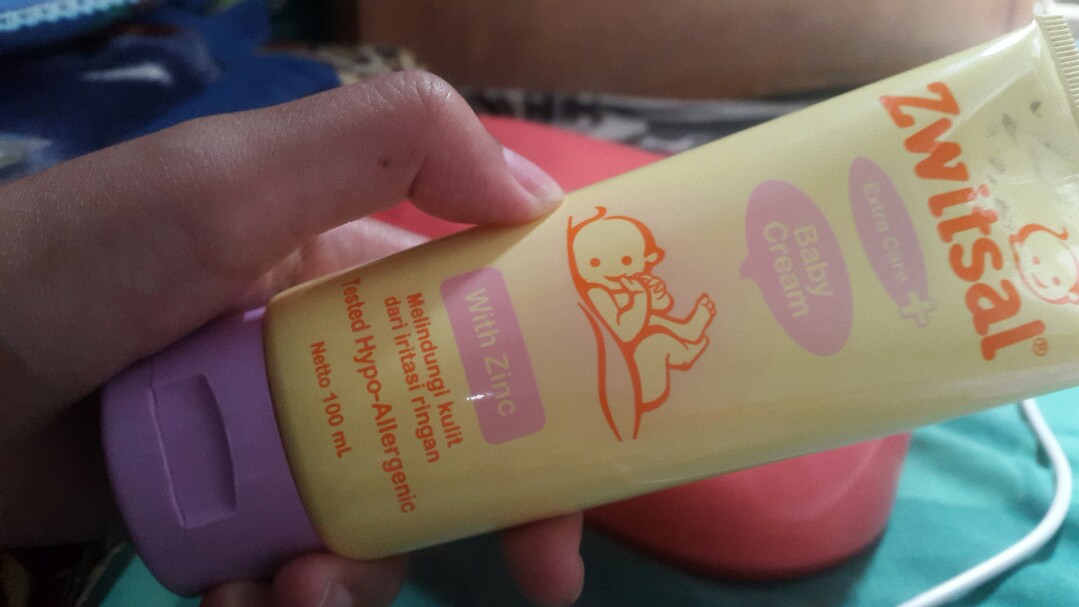 Zwitsal®
Extra Care +
Baby
Cream
With Zinc
Melindungi kulit
dari iritasi ringan
Tested Hypo-Allergenic
Netto 100 mL